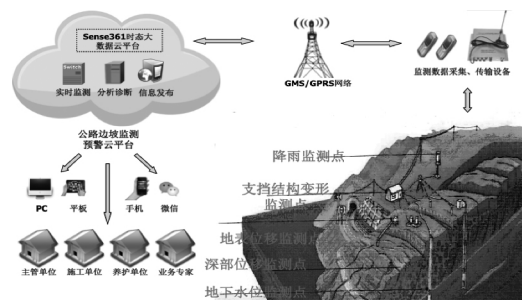 Sense361时态大
数据云平台
Switch
实时监测 分析诊断 信息发布
公路边坡监测
预警云平台
GMS/GPRS网络
监测数据采集、传输设备
PC 平板 手机 微信
主管单位 施工单位 养护单位 业务专家
降雨监测点
支挡结构变形
监测点
地表位移监测点
深部位移监测点
地下水位监测点